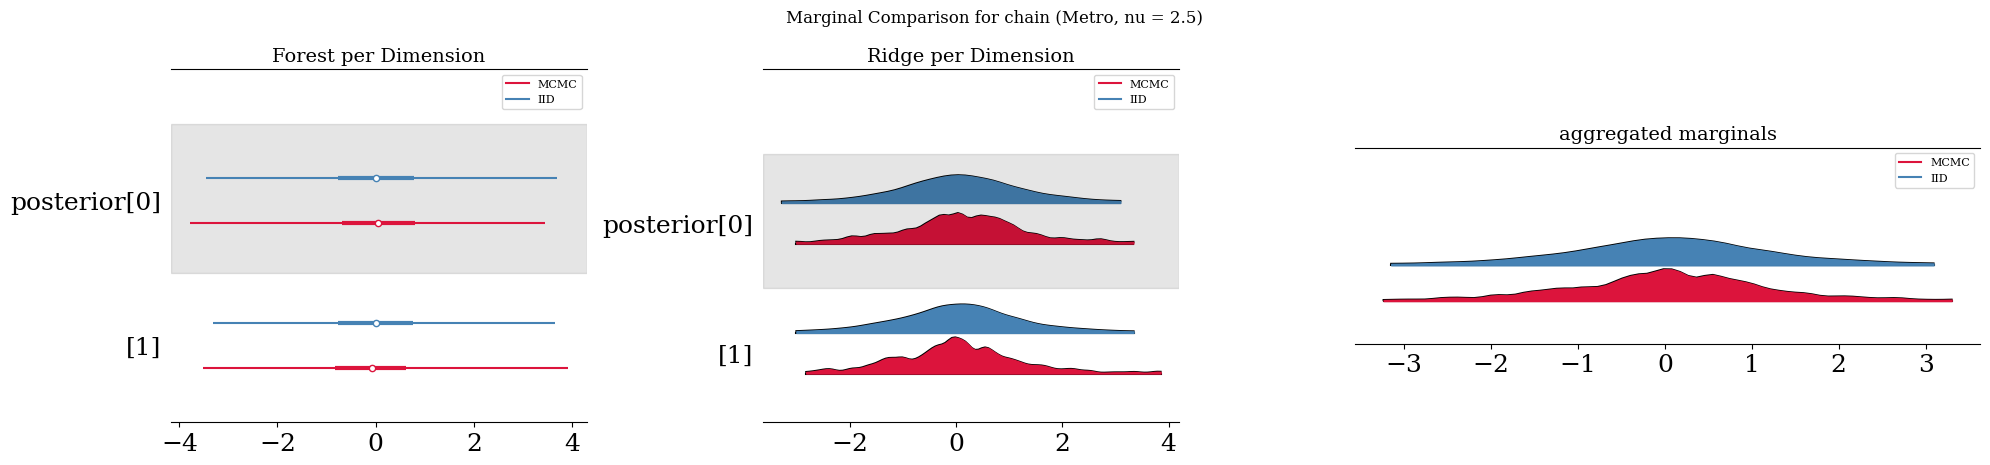 Marginal Comparison for chain (Metro, nu = 2.5)
Forest per Dimension
MCMC
IID
posterior[0]
[1]
−4 −2 0 2 4
Ridge per Dimension
MCMC
IID
posterior[0]
[1]
−2 0 2 4
aggregated marginals
MCMC
IID
−3 −2 −1 0 1 2 3